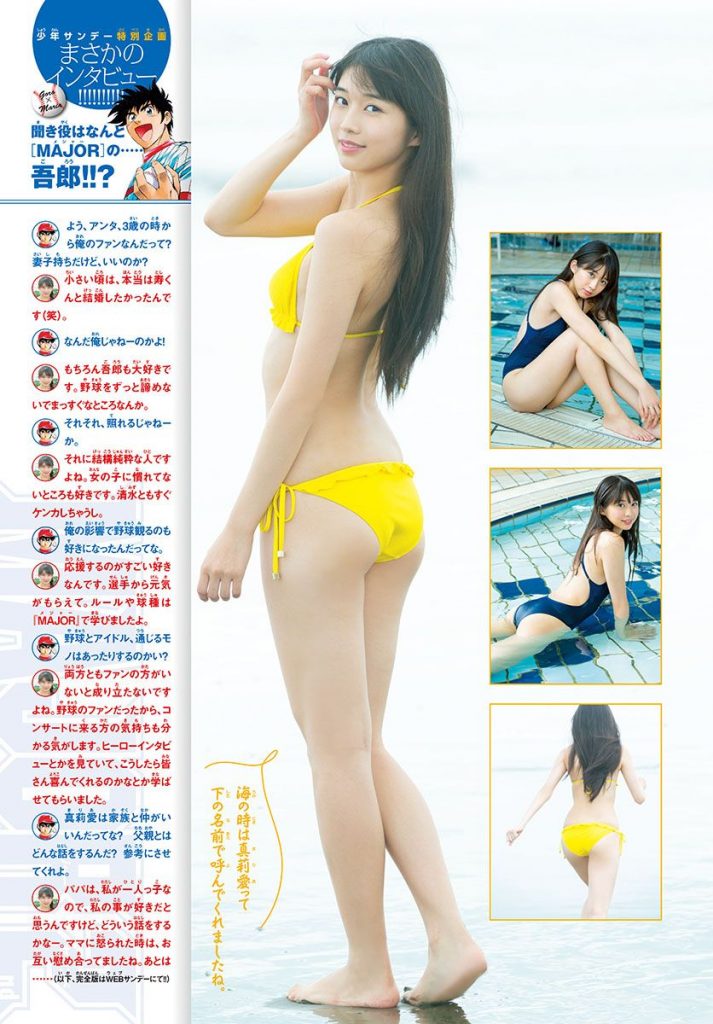 少年サンデー特別企画
まさかの
インタビュー
!!!!!!!!!!
Goro
×
Maria
聞き役はなんと
[MAJOR]の……
吾郎!!?
よう、アンタ、3歳の時か
ら俺のファンなんだって?
妻子持ちだけど、いいのか?
小さい頃は、本当は寿く
んと結婚したかったんで
す(笑)。
なんだ俺じゃねーのかよ!
もちろん吾郎も大好きで
す。野球をずっと諦めな
いでまっすぐなところなんか。
それそれ、照れるじゃねー
か。
それに結構純粋な人です
よね。女の子に慣れてな
いところも好きです。清水ともすぐ
ケンカしちゃうし。
俺の影響で野球観るのも
好きになったんだってな。
応援するのがすごい好き
なんです。選手から元気
がもらえて。ルールや球種は
『MAJOR』で学びましたよ。
野球とアイドル、通じるモ
ノはあったりするのかい?
両方ともファンの方がい
ないと成り立たないです
よね。野球のファンだったから、コン
サートに来る方の気持ちも分
かる気がします。ヒーローインタビ
ューとかを見ていて、こうしたら皆
さん喜んでくれるのかなとか学ば
せてもらいました。
真莉愛は家族と仲がい
いんだってな? 父親とは
どんな話をするんだ? 参考にさせ
てくれよ。
パパは、私が一人っ子な
ので、私の事が好きだと
思うんですけど、どういう話をする
かなー。ママに怒られた時は、お
互い慰め合ってましたね。あとは
……(以下、完全版はWEBサンデーにて!!)
海の時は真莉愛って
下の名前で呼んでくれましたね。